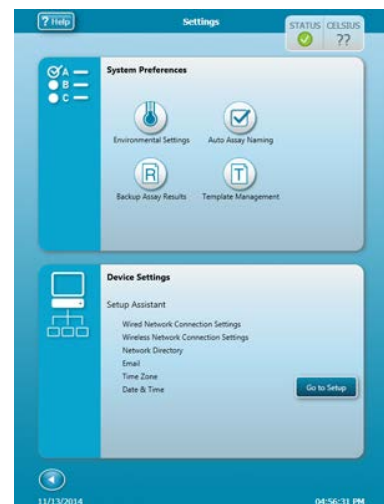 ? Help
Settings
STATUS CELSIUS
??
A
B
C
System Preferences
Environmental Settings
Auto Assay Naming
R
T
Backup Assay Results
Template Management
Device Settings
Setup Assistant
Wired Network Connection Settings
Wireless Network Connection Settings
Network Directory
Email
Time Zone
Date & Time
Go to Setup
11/13/2014
04:56:31 PM